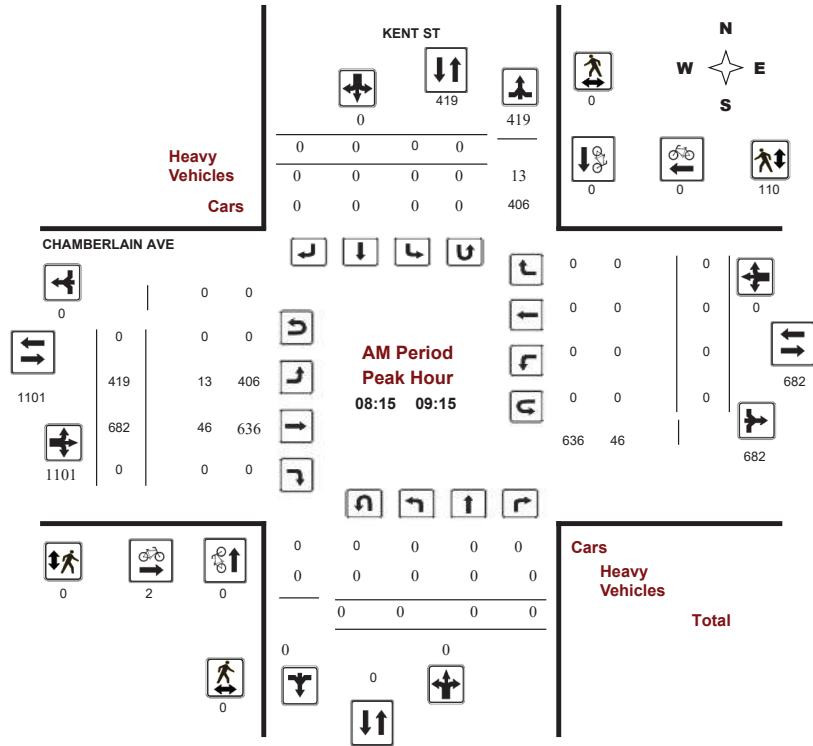 KENT ST
N
W E
S
419
0
0 419
0 0 0 0
Heavy
Vehicles
0 0 0 0 13
Cars
0 0 0 0 406
0 0 110
CHAMBERLAIN AVE
0
0 0
0 0 0
0 0 0
1101
419 13 406
682 46 636
1101
0 0 0
AM Period
Peak Hour
08:15 09:15
0 0 0
0
0 0 0
0 0 0
682
0 0 0
636 46
682
0 2 0
0
0 0 0 0 0
Cars
0 0 0 0 0
Heavy
Vehicles
0 0 0 0
Total
0 0
0